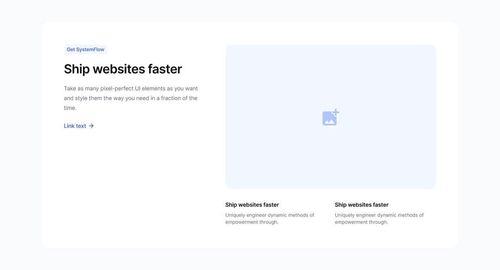 Get SystemFlow
Ship websites faster
Take as many pixel-perfect UI elements as you want
and style them the way you need in a fraction of the
time.
Link text
Ship websites faster
Uniquely engineer dynamic methods of
empowerment through.
Ship websites faster
Uniquely engineer dynamic methods of
empowerment through.